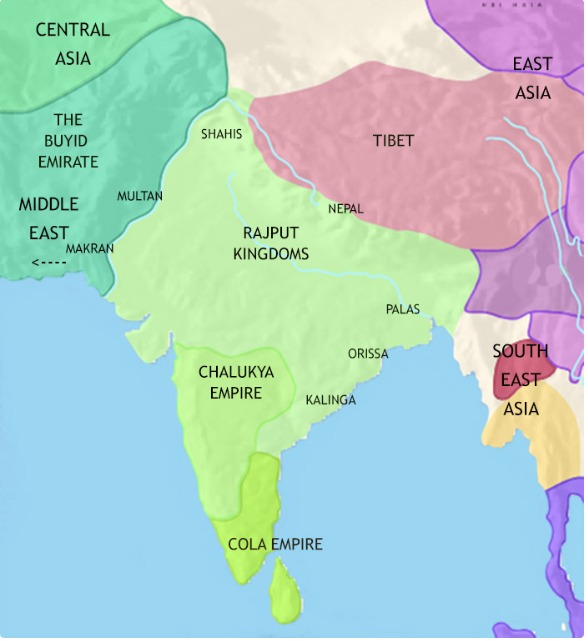 CENTRAL
ASIA
EAST
ASIA
THE
BUYID
EMIRATE
SHAHIS
TIBET
MULTAN
MIDDLE
EAST
MAKRAN
<----
NEPAL
RAJPUT
KINGDOMS
PALAS
ORISSA
CHALUKYA
EMPIRE
KALINGA
SOUTH
EAST
ASIA
COLA EMPIRE